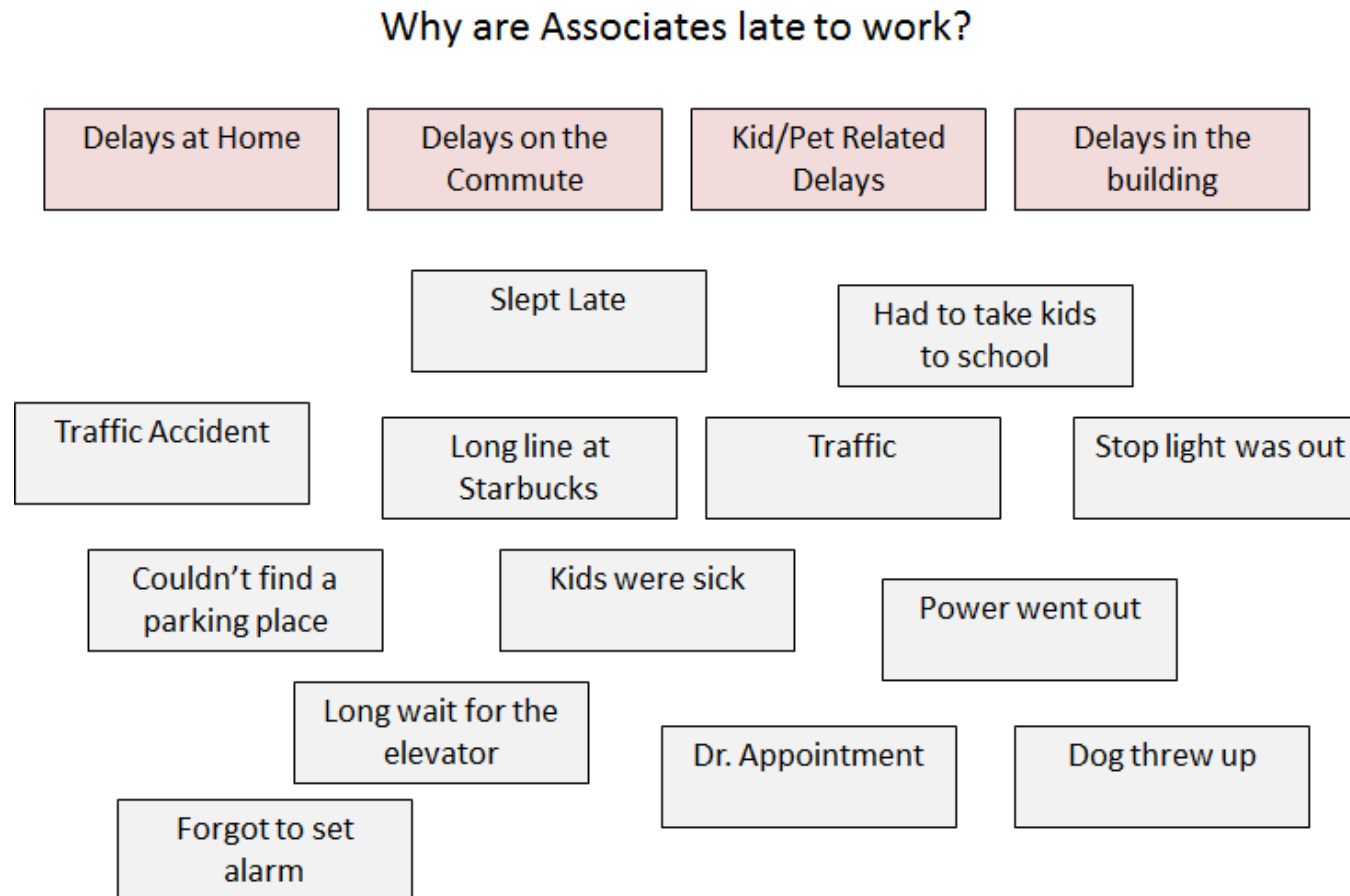 Why are Associates late to work?
Delays at Home
Delays on the
Commute
Kid/Pet Related
Delays
Delays in the
building
Slept Late
Had to take kids
to school
Traffic Accident
Long line at
Starbucks
Traffic
Stop light was out
Couldn’t find a
parking place
Kids were sick
Power went out
Long wait for the
elevator
Dr. Appointment
Dog threw up
Forgot to set
alarm